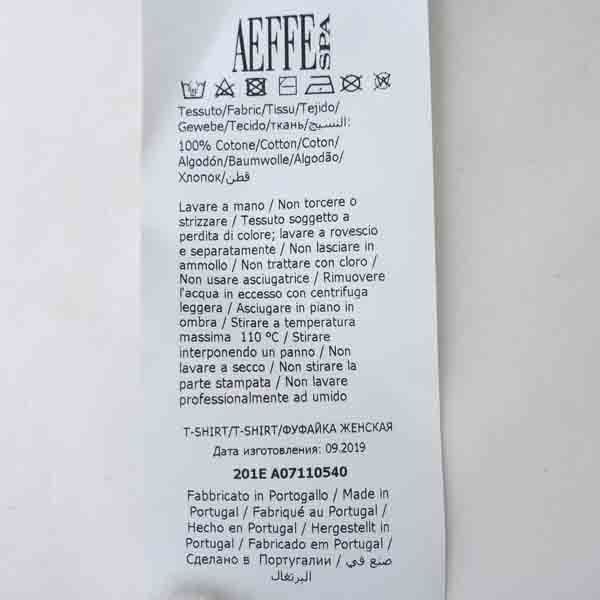 AEFFE SPA
Tessuto/Fabric/Tissu/Tejido/
Gewebe/Tecido/ткань/النسيج:
100% Cotone/Cotton/Coton/
Algodón/Baumwolle/Algodão/
Хлопок/قطن
Lavare a mano / Non torcere o
strizzare / Tessuto soggetto a
perdita di colore; lavare a rovescio
e separatamente / Non lasciare in
ammollo / Non trattare con cloro /
Non usare asciugatrice / Rimuovere
l'acqua in eccesso con centrifuga
leggera / Asciugare in piano in
ombra / Stirare a temperatura
massima 110 ºC / Stirare
interponendo un panno / Non
lavare a secco / Non stirare la
parte stampata / Non lavare
professionalmente ad umido
T-SHIRT/T-SHIRT/ФУФАЙКА ЖЕНСКАЯ
Дата изготовления: 09.2019
201E A07110540
Fabbricato in Portogallo / Made in
Portugal / Fabriqué au Portugal /
Hecho en Portugal / Hergestellt in
Portugal / Fabricado em Portugal /
Сделано в Португалии / صنع في
البرتغال